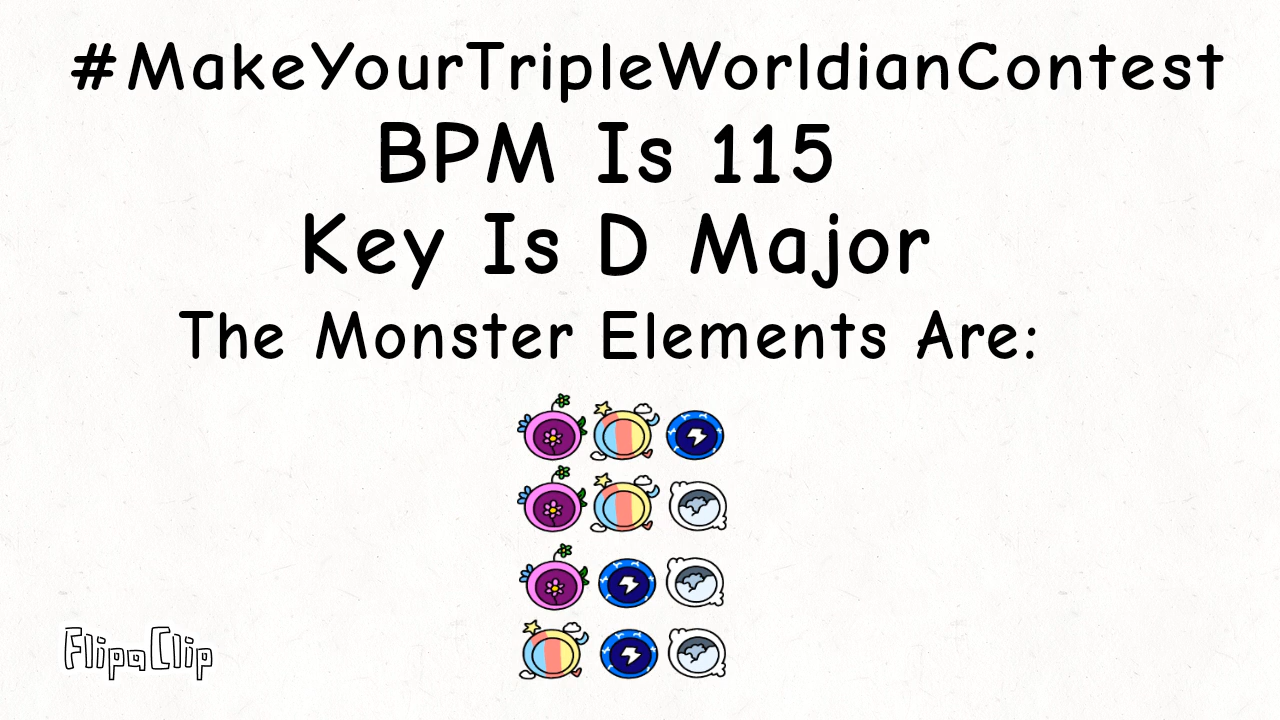 #MakeYourTripleWorldianContest
BPM Is 115
Key Is D Major
The Monster Elements Are:
FlipaClip